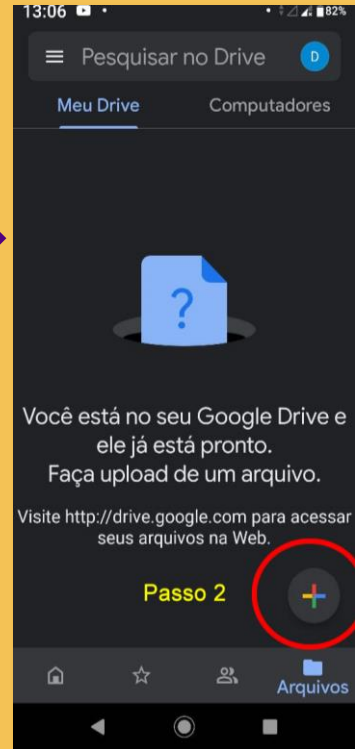 13:06 82%
Pesquisar no Drive D
Meu Drive Computadores
?
Você está no seu Google Drive e
ele já está pronto.
Faça upload de um arquivo.
Visite http://drive.google.com para acessar
seus arquivos na Web.
Passo 2
Arquivos